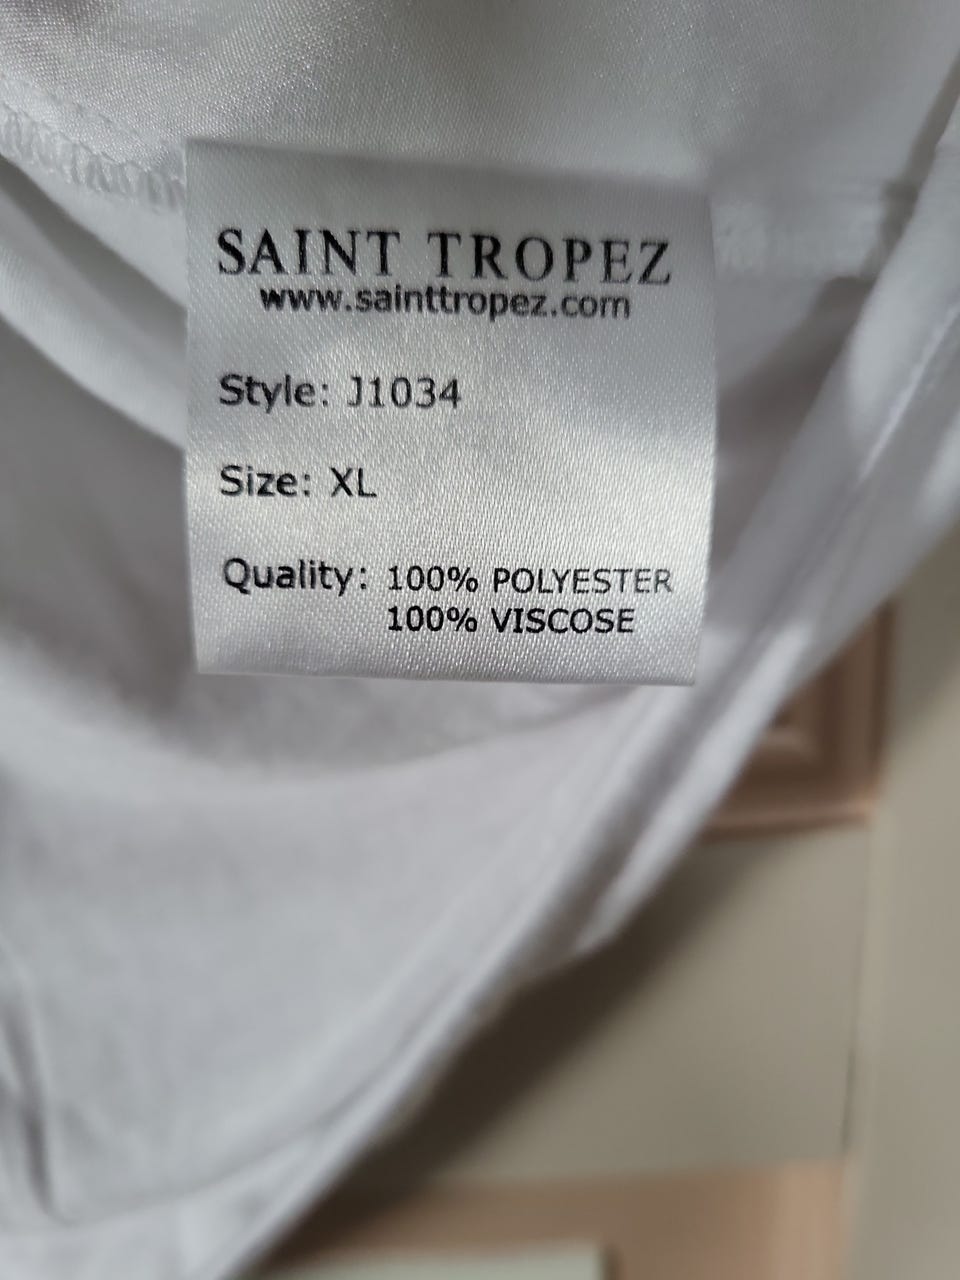 SAINT TROPEZ
www.sainttropez.com
Style: J1034
Size: XL
Quality: 100% POLYESTER
100% VISCOSE